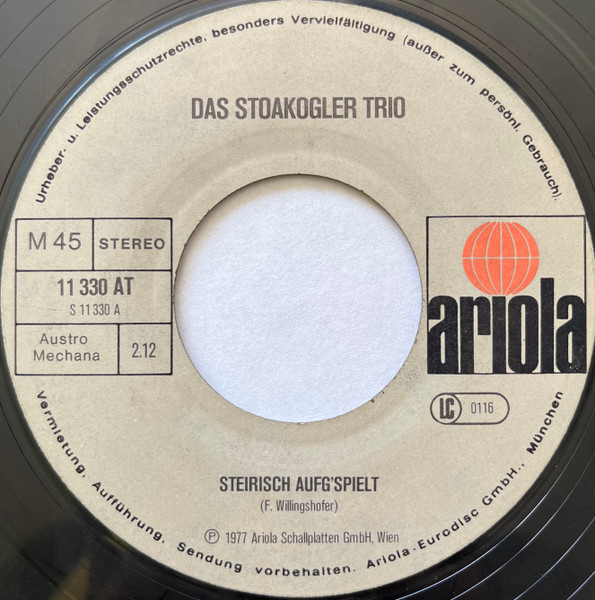 Urheber- u. Leistungsschutzrechte, besonders Vervielfältigung (außer zum persönl. Gebrauch).
DAS STOAKOGLER TRIO
M 45
STEREO
11 330 AT
S 11 330 A
Austro
Mechana
2.12
ariola
LC 0116
STEIRISCH AUFG'SPIELT
(F. Willingshofer)
Ⓟ 1977 Ariola Schallplatten GmbH, Wien
Vermietung, Aufführung, Sendung vorbehalten. Ariola-Eurodisc GmbH., München